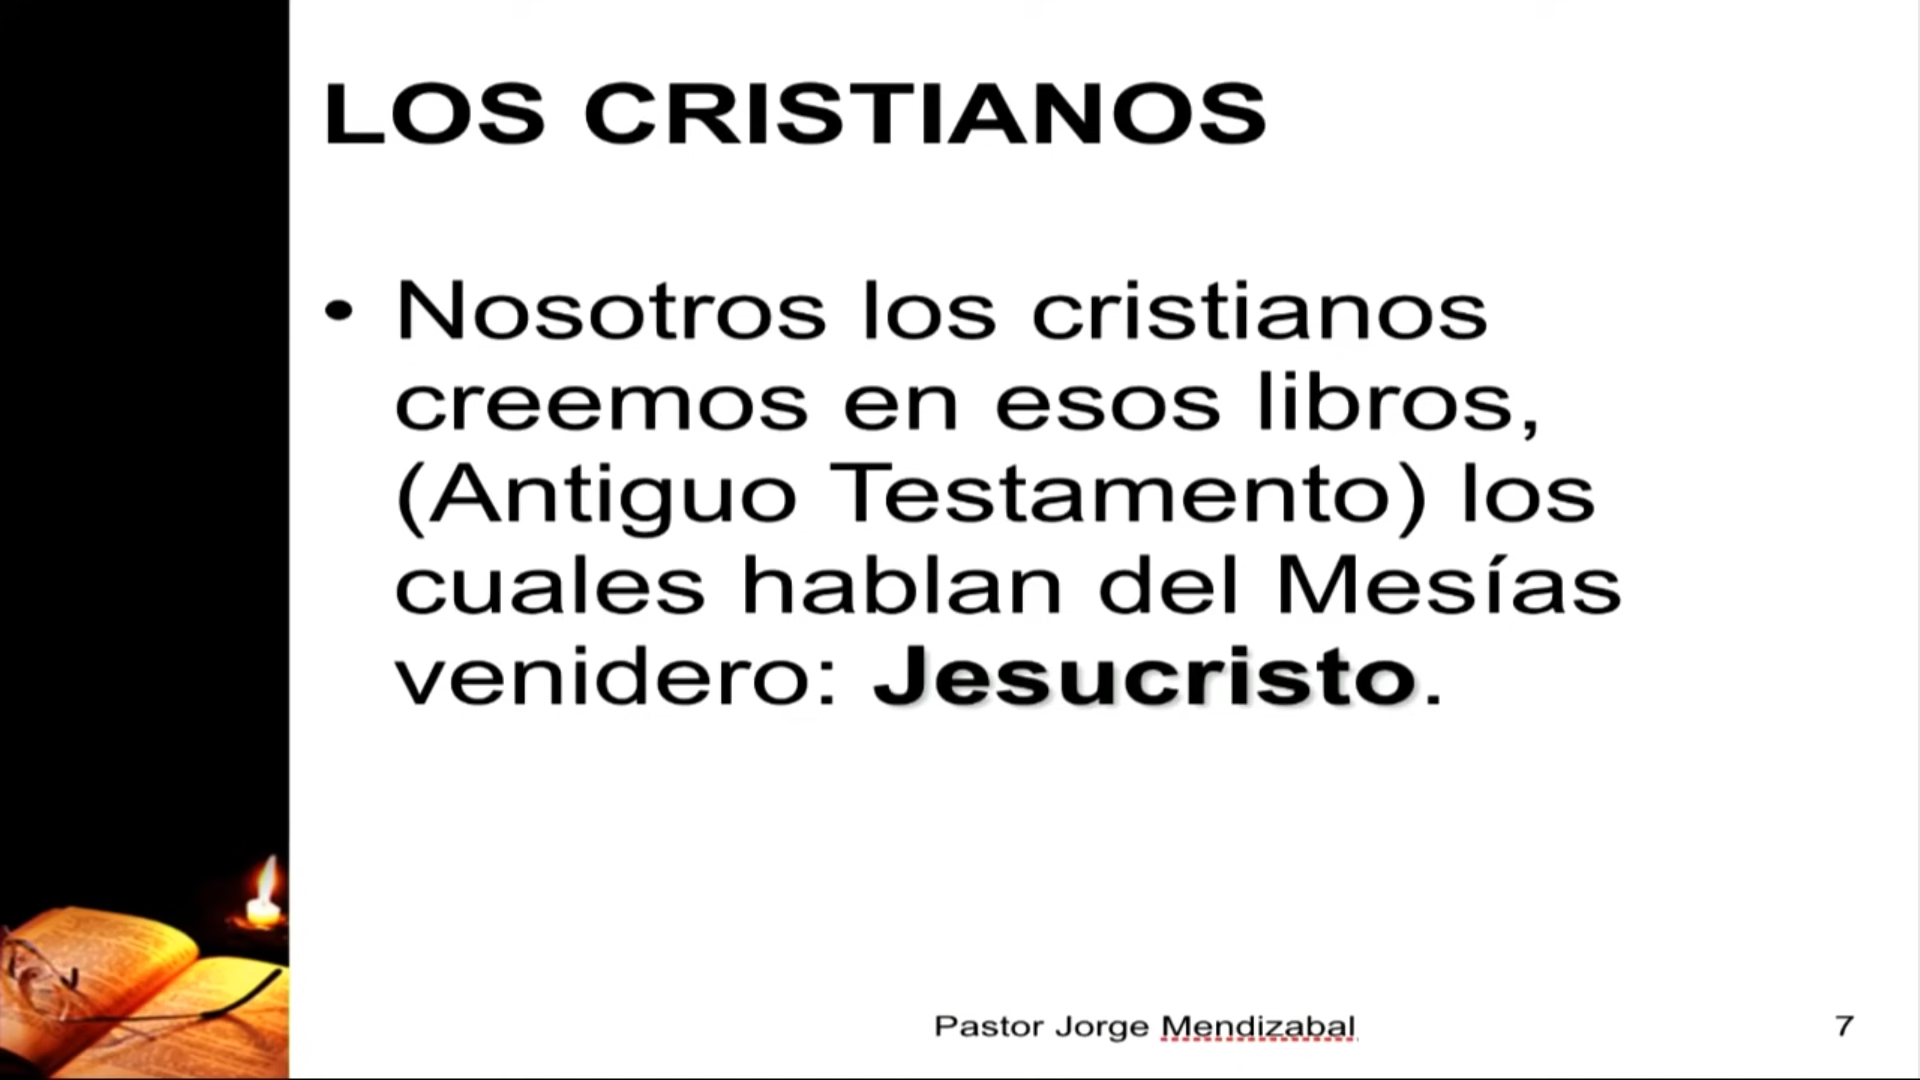 LOS CRISTIANOS
• Nosotros los cristianos
creemos en esos libros,
(Antiguo Testamento) los
cuales hablan del Mesías
venidero: Jesucristo.
Pastor Jorge Mendizabal
7